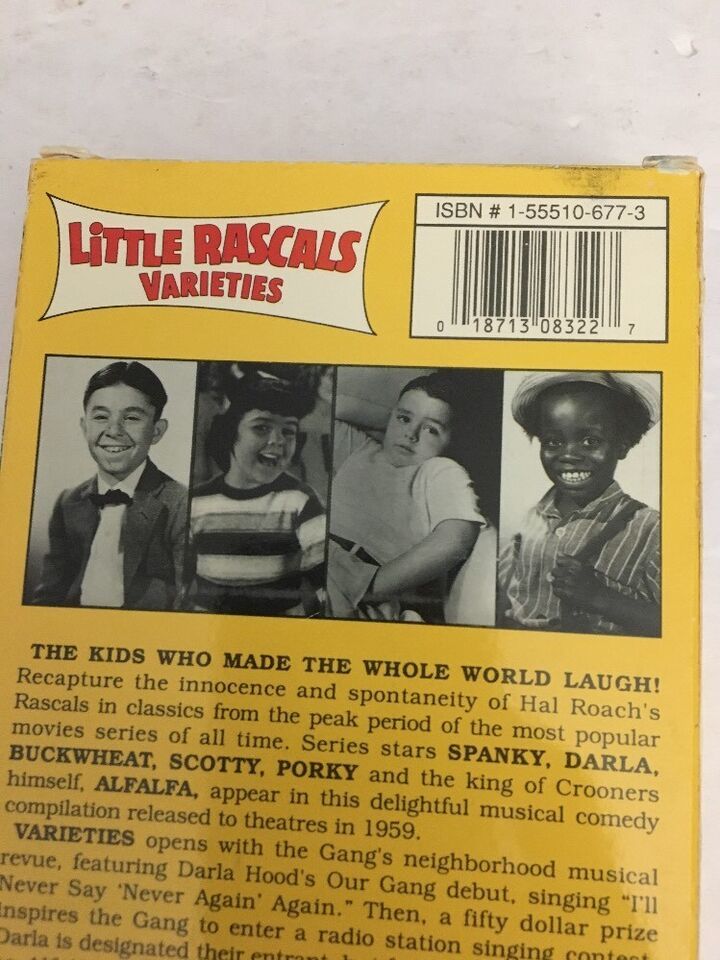 LiTTLE RASCALS
VARIETIES
ISBN # 1-55510-677-3
0 18713 08322 7
THE KIDS WHO MADE THE WHOLE WORLD LAUGH!
Recapture the innocence and spontaneity of Hal Roach's
Rascals in classics from the peak period of the most popular
movies series of all time. Series stars SPANKY, DARLA,
BUCKWHEAT, SCOTTY, PORKY and the king of Crooners
himself, ALFALFA, appear in this delightful musical comedy
compilation released to theatres in 1959.
VARIETIES opens with the Gang's neighborhood musical
revue, featuring Darla Hood's Our Gang debut, singing "I'll
Never Say 'Never Again' Again." Then, a fifty dollar prize
inspires the Gang to enter a radio station singing contest
Darla is designated their entrant